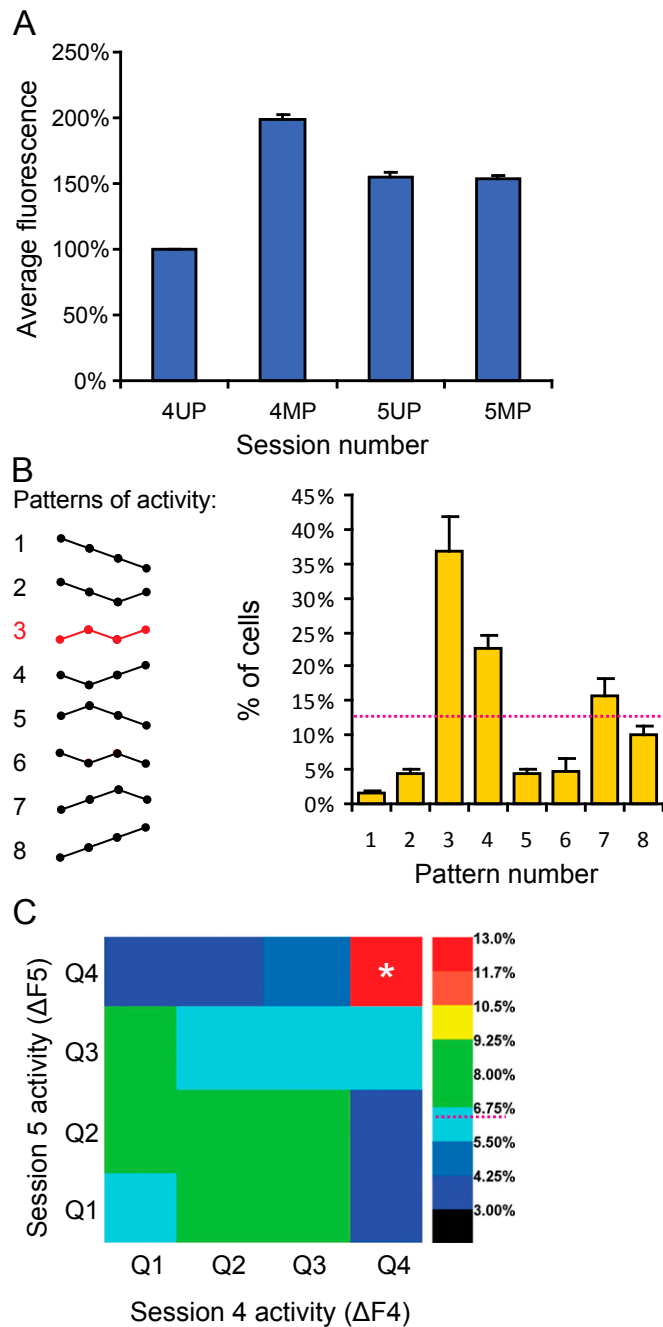 A
250%
200%
150%
100%
50%
0%
Average fluorescence
4UP 4MP 5UP 5MP
Session number
B
Patterns of activity:
1
2
3
4
5
6
7
8
45%
40%
35%
30%
25%
20%
15%
10%
5%
0%
% of cells
1 2 3 4 5 6 7 8
Pattern number
C
Session 5 activity (ΔF5)
Q4
Q3
Q2
Q1
*
Q1 Q2 Q3 Q4
Session 4 activity (ΔF4)
13.0%
11.7%
10.5%
9.25%
8.00%
6.75%
5.50%
4.25%
3.00%